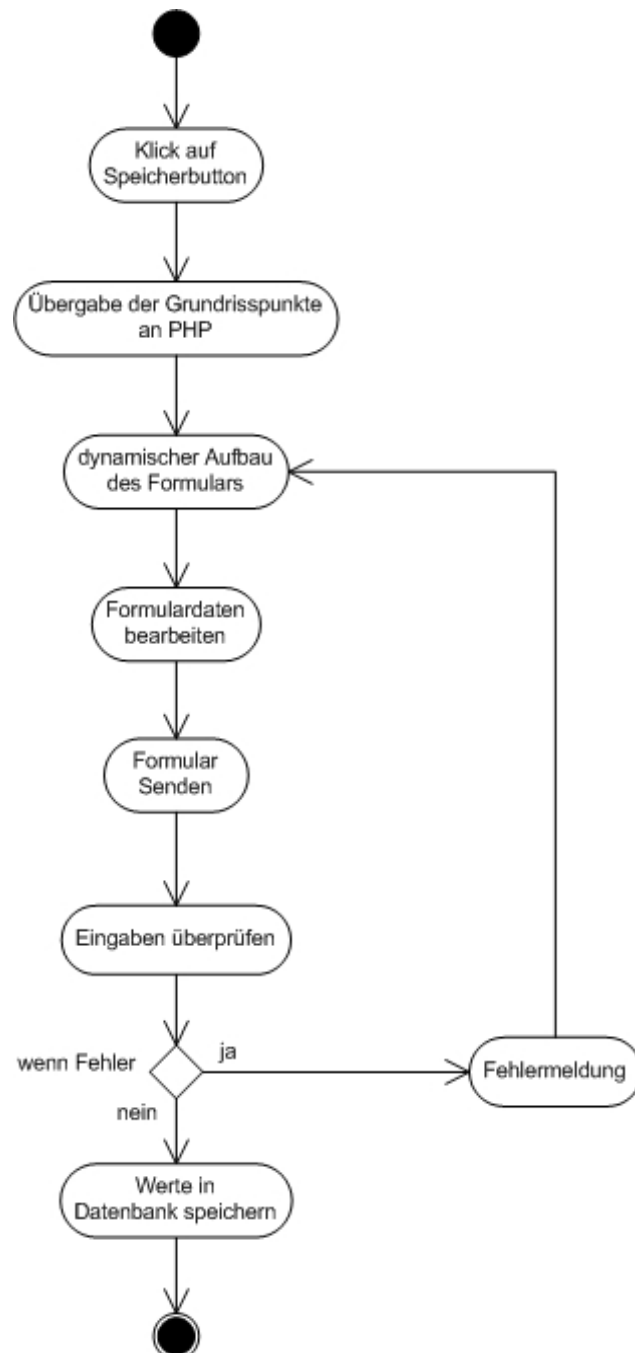 Klick auf
Speicherbutton
Übergabe der Grundrisspunkte
an PHP
dynamischer Aufbau
des Formulars
Formulardaten
bearbeiten
Formular
Senden
Eingaben überprüfen
wenn Fehler
ja
Fehlermeldung
nein
Werte in
Datenbank speichern